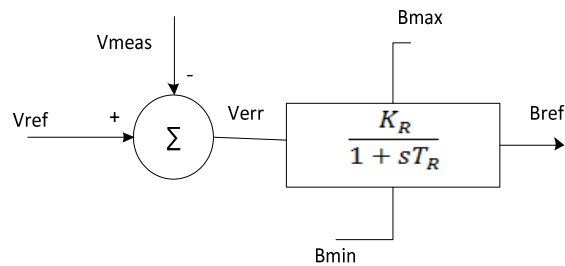 Bmax
Vmeas
-
Vref
+
Σ
Verr
K_R
1 + sT_R
Bref
Bmin